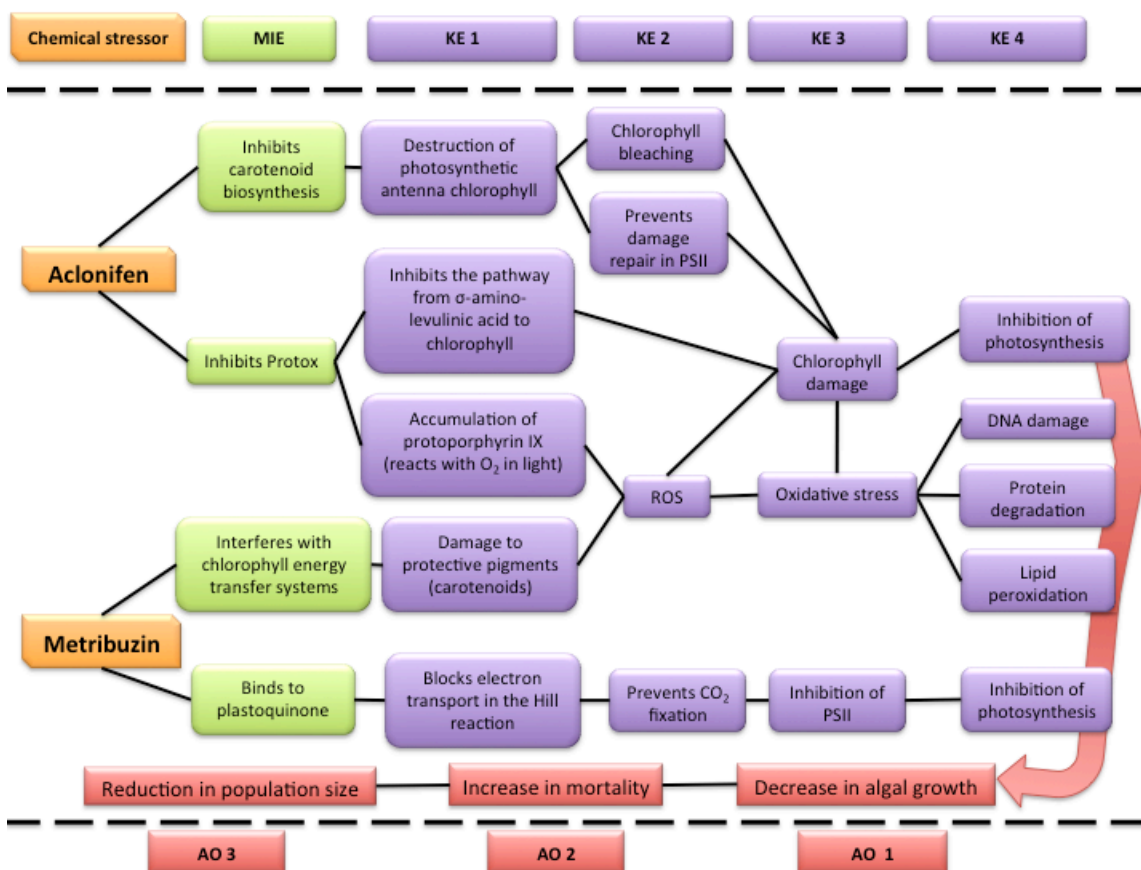 Chemical stressor
MIE
KE 1
KE 2
KE 3
KE 4
Inhibits
carotenoid
biosynthesis
Destruction of
photosynthetic
antenna chlorophyll
Chlorophyll
bleaching
Prevents
damage
repair in PSII
Aclonifen
Inhibits the pathway
from σ-amino-
levulinic acid to
chlorophyll
Inhibits Protox
Chlorophyll
damage
Inhibition of
photosynthesis
Accumulation of
protoporphyrin IX
(reacts with O₂ in light)
ROS
Oxidative stress
DNA damage
Protein
degradation
Lipid
peroxidation
Interferes with
chlorophyll energy
transfer systems
Damage to
protective pigments
(carotenoids)
Metribuzin
Binds to
plastoquinone
Blocks electron
transport in the Hill
reaction
Prevents CO₂
fixation
Inhibition of
PSII
Inhibition of
photosynthesis
Reduction in population size
Increase in mortality
Decrease in algal growth
AO 3
AO 2
AO 1